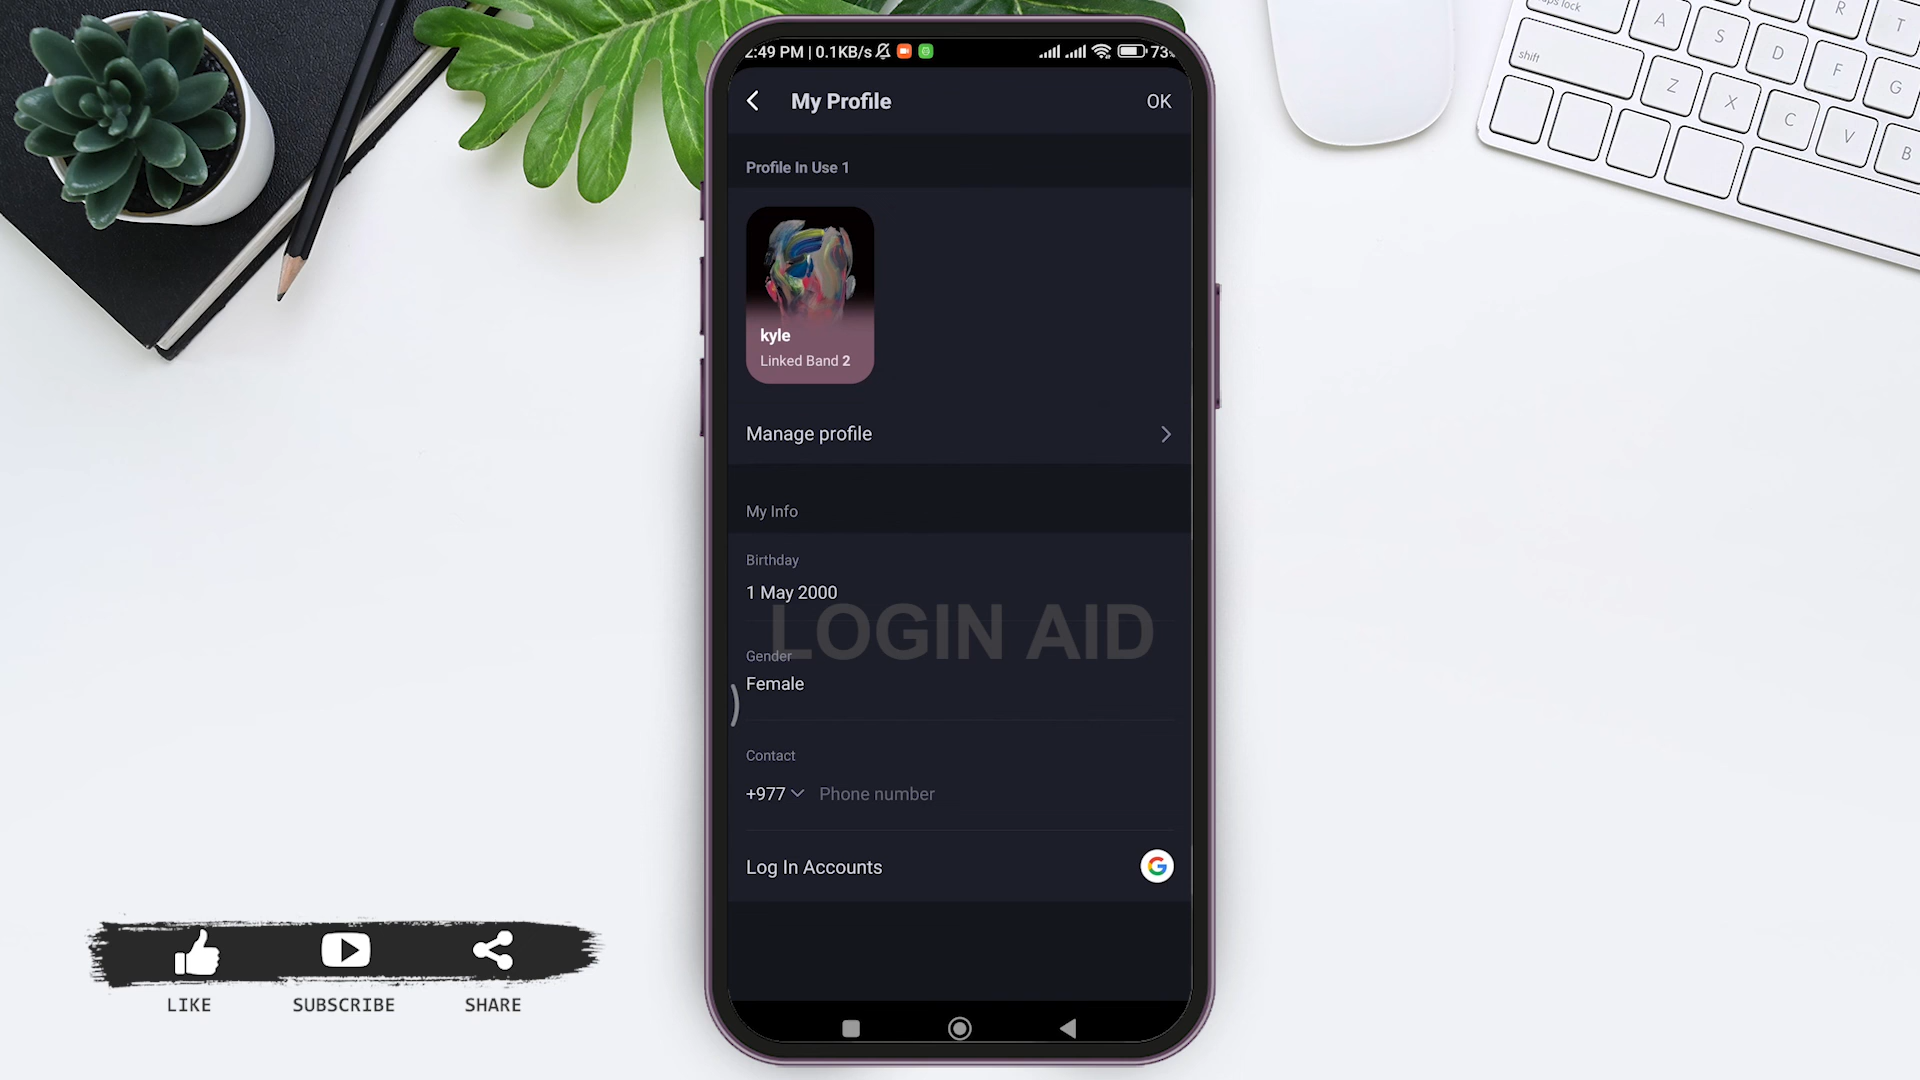 2:49 PM | 0.1KB/s
73
My Profile
OK
Profile In Use 1
kyle
Linked Band 2
Manage profile
My Info
Birthday
1 May 2000
LOGIN AID
Gender
Female
Contact
+977
Phone number
Log In Accounts
LIKE
SUBSCRIBE
SHARE
shift
A
S
D
F
G
Z
X
C
V
B
R
T